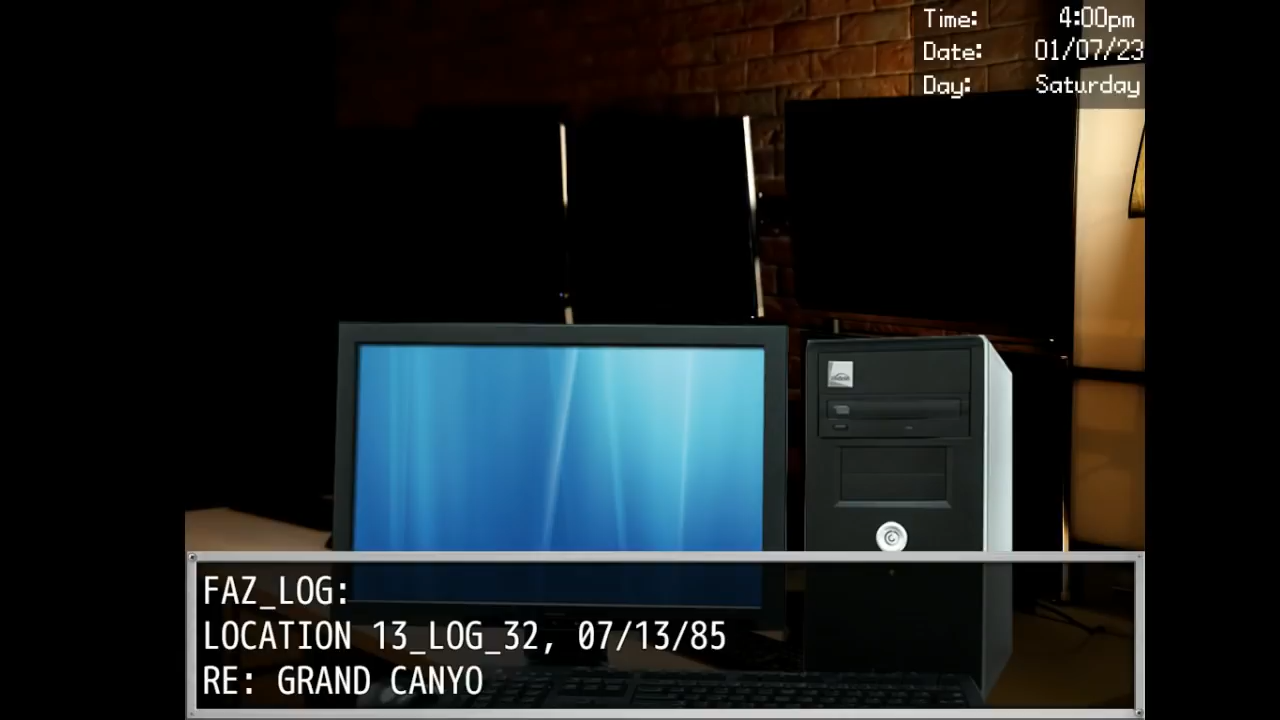 Time: 4:00pm
Date: 01/07/23
Day: Saturday
FAZ_LOG:
LOCATION 13_LOG_32, 07/13/85
RE: GRAND CANYO